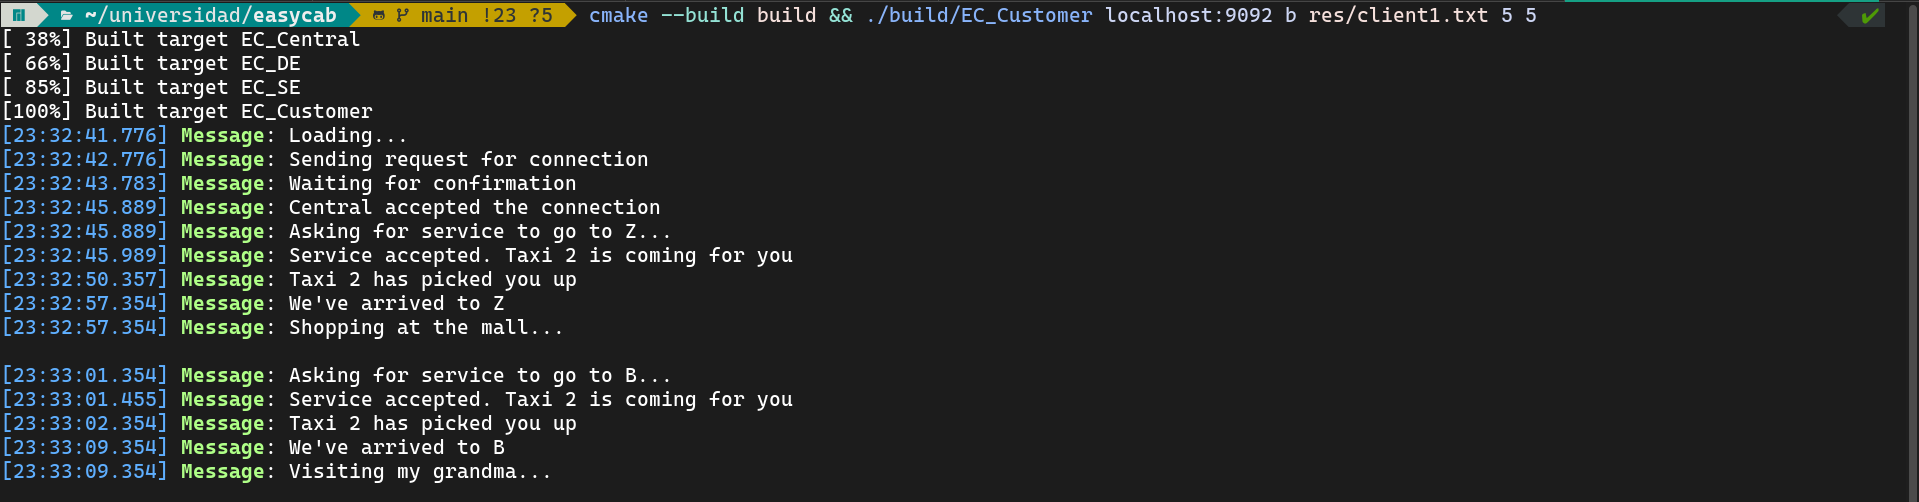 ~/universidad/easycab main !23 ?5 cmake --build build && ./build/EC_Customer localhost:9092 b res/client1.txt 5 5 ✔
[ 38%] Built target EC_Central
[ 66%] Built target EC_DE
[ 85%] Built target EC_SE
[100%] Built target EC_Customer
[23:32:41.776] Message: Loading...
[23:32:42.776] Message: Sending request for connection
[23:32:43.783] Message: Waiting for confirmation
[23:32:45.889] Message: Central accepted the connection
[23:32:45.889] Message: Asking for service to go to Z...
[23:32:45.989] Message: Service accepted. Taxi 2 is coming for you
[23:32:50.357] Message: Taxi 2 has picked you up
[23:32:57.354] Message: We've arrived to Z
[23:32:57.354] Message: Shopping at the mall...
[23:33:01.354] Message: Asking for service to go to B...
[23:33:01.455] Message: Service accepted. Taxi 2 is coming for you
[23:33:02.354] Message: Taxi 2 has picked you up
[23:33:09.354] Message: We've arrived to B
[23:33:09.354] Message: Visiting my grandma...